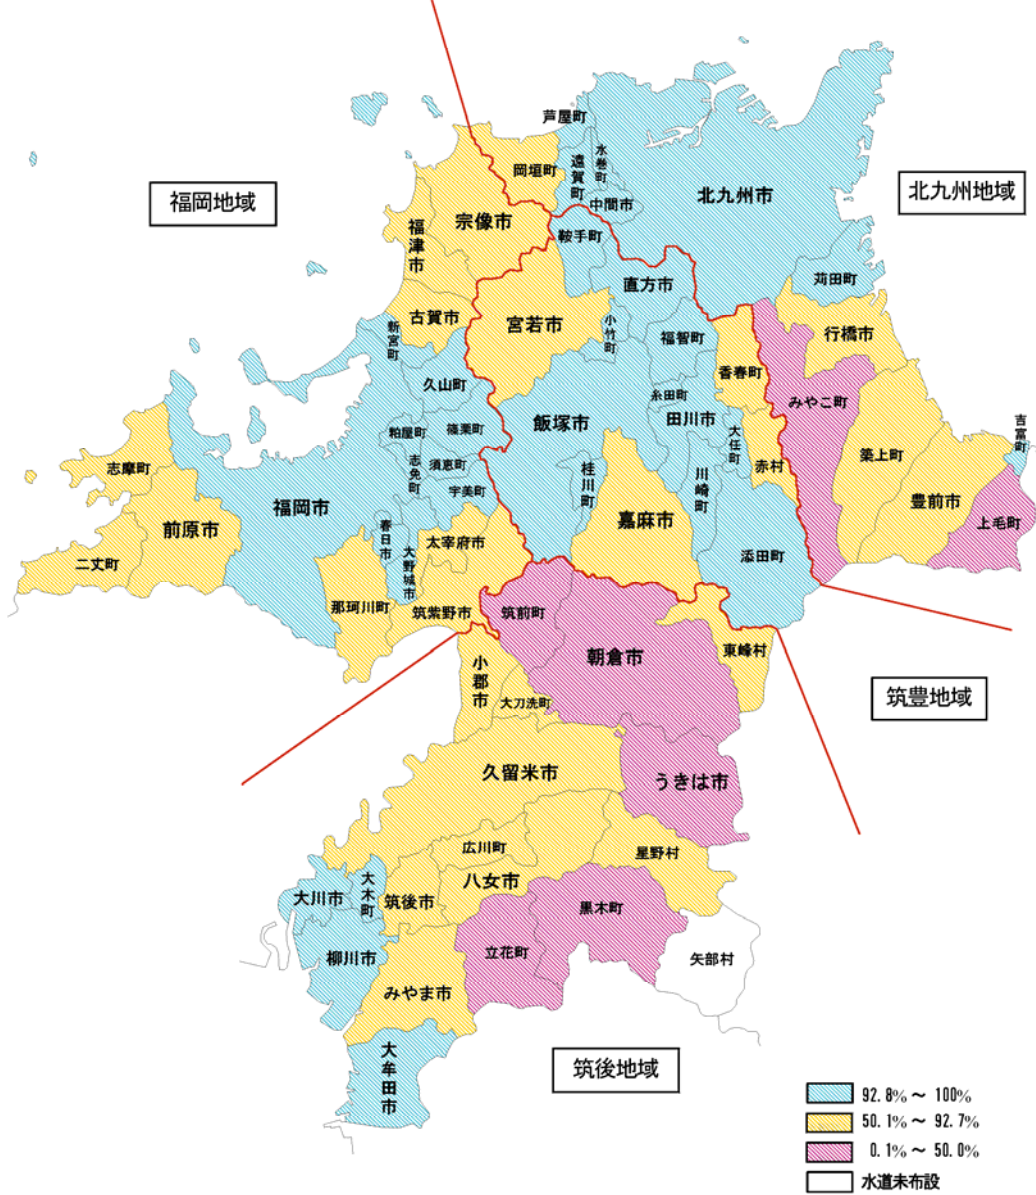 芦屋町
水巻町
遠賀町
岡垣町
中間市
北九州市
北九州地域
福岡地域
宗像市
福津市
鞍手町
苅田町
直方市
古賀市
新宮町
宮若市
小竹町
福智町
行橋市
香春町
久山町
糸田町
みやこ町
飯塚市
田川市
大任町
吉富町
粕屋町
篠栗町
志免町
須恵町
宇美町
桂川町
川崎町
赤村
築上町
豊前市
上毛町
志摩町
前原市
福岡市
春日市
大野城市
太宰府市
嘉麻市
添田町
二丈町
那珂川町
筑紫野市
筑前町
朝倉市
東峰村
小郡市
大刀洗町
筑豊地域
久留米市
うきは市
広川町
星野村
八女市
大川市
大木町
筑後市
黒木町
柳川市
立花町
矢部村
みやま市
大牟田市
筑後地域
92.8%～100%
50.1%～92.7%
0.1%～50.0%
水道未布設